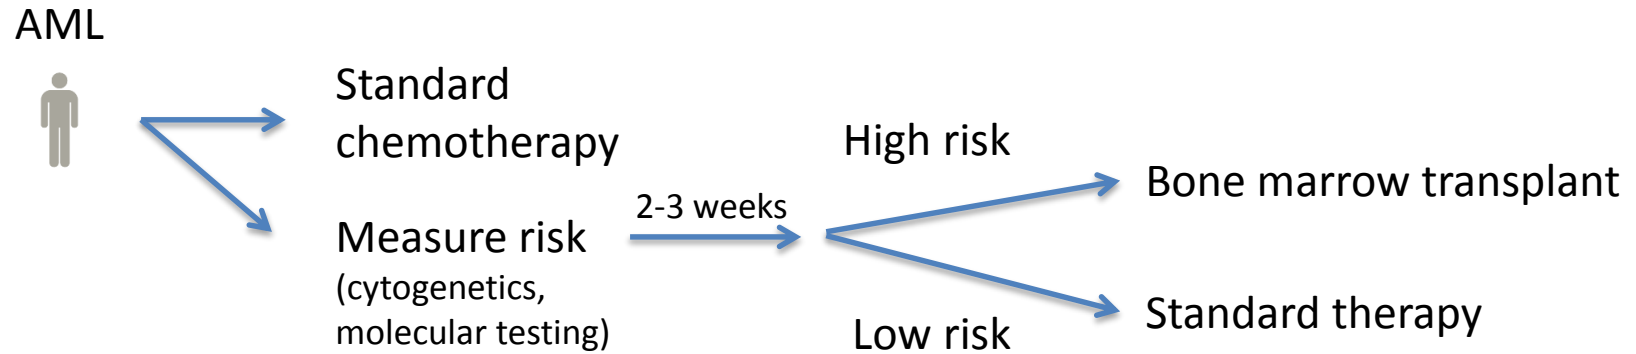 AML
Standard
chemotherapy
Measure risk
(cytogenetics,
molecular testing)
2-3 weeks
High risk
Low risk
Bone marrow transplant
Standard therapy